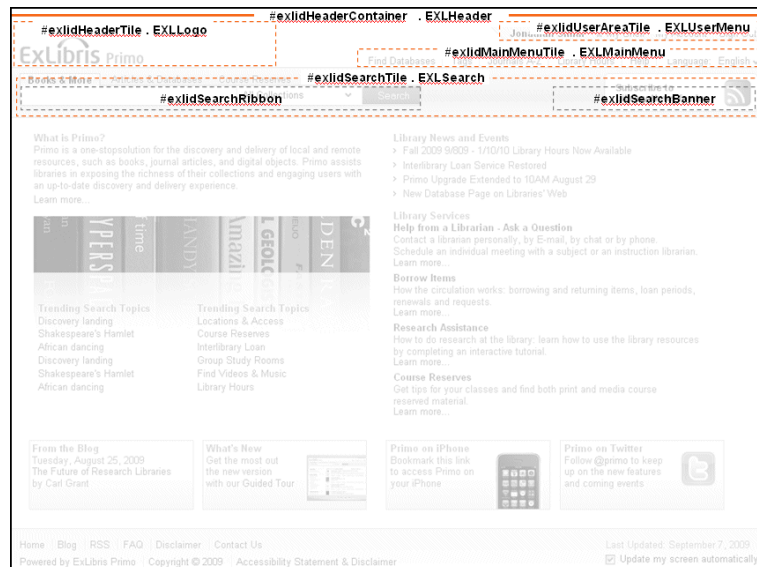 #exlidHeaderContainer . EXLHeader
#exlidHeaderTile . EXLLogo
#exlidUserAreaTile . EXLUserMenu
ExLibris Primo
#exlidMainMenuTile . EXLMainMenu
Find Databases
Language English
#exlidSearchTile . EXLSearch
Books & More
Subscribe To
#exlidSearchRibbon
Search
#exlidSearchBanner
What is Primo?
Primo is a one-stopsolution for the discovery and delivery of local and remote
resources, such as books, journal articles, and digital objects. Primo assists
libraries in exposing the richness of their collections and engaging users with
an up-to-date discovery and delivery experience.
Learn more...
Library News and Events
Fall 2009 9/809 - 1/10/10 Library Hours Now Available
Interlibrary Loan Service Restored
Primo Upgrade Extended to 10AM August 29
New Database Page on Libraries' Web
Library Services
Help from a Librarian - Ask a Question
Contact a librarian personally, by E-mail, by chat or by phone.
Schedule an individual meeting with a subject or an instruction librarian.
Learn more...
Borrow Items
How the circulation works: borrowing and returning items, loan periods,
renewals and requests.
Learn more...
Research Assistance
How to do research at the library: learn how to use the library resources
by completing an interactive tutorial.
Learn more...
Course Reserves
Get tips for your classes and find both print and media course
reserved material.
Learn more...
Trending Search Topics
Discovery landing
Shakespeare's Hamlet
African dancing
Discovery landing
Shakespeare's Hamlet
African dancing
Trending Search Topics
Locations & Access
Course Reserves
Interlibrary Loan
Group Study Rooms
Find Videos & Music
Library Hours
From the Blog
Tuesday, August 25, 2009
The Future of Research Libraries
by Carl Grant
What's New
Get the most out
the new version
with our Guided Tour
Primo on iPhone
Bookmark this link
to access Primo on
your iPhone
Primo on Twitter
Follow @primo to keep
up on the new features
and coming events.
Home Blog RSS FAQ Disclaimer Contact Us
Last Updated: September 7, 2009
Powered by ExLibris Primo Copyright © 2009 Accessibility Statement & Disclaimer
Update my screen automatically